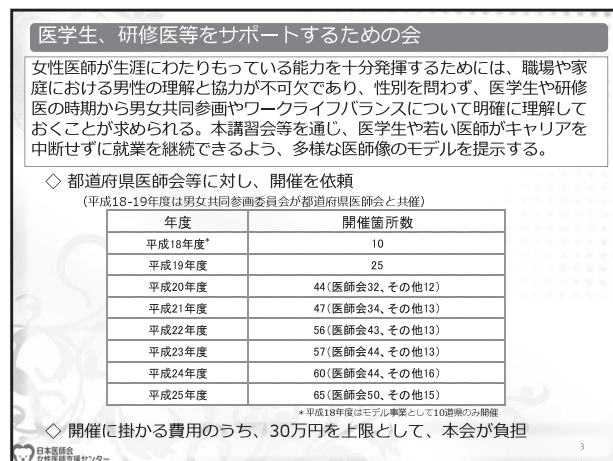 医学生、研修医等をサポートするための会
女性医師が生涯にわたりもっている能力を十分発揮するためには、職場や家
庭における男性の理解と協力が不可欠であり、性別を問わず、医学生や研修
医の時期から男女共同参画やワークライフバランスについて明確に理解して
おくことが求められる。本講習会等を通じ、医学生や若い医師がキャリアを
中断せずに就業を継続できるよう、多様な医師像のモデルを提示する。
◇ 都道府県医師会等に対し、開催を依頼
(平成18-19年度は男女共同参画委員会が都道府県医師会と共催)
年度 開催箇所数
平成18年度* 10
平成19年度 25
平成20年度 44(医師会32、その他12)
平成21年度 47(医師会34、その他13)
平成22年度 56(医師会43、その他13)
平成23年度 57(医師会44、その他13)
平成24年度 60(医師会44、その他16)
平成25年度 65(医師会50、その他15)
*平成18年度はモデル事業として10道県のみ開催
◇ 開催に掛かる費用のうち、30万円を上限として、本会が負担
日本医師会
女性医師支援センター
3